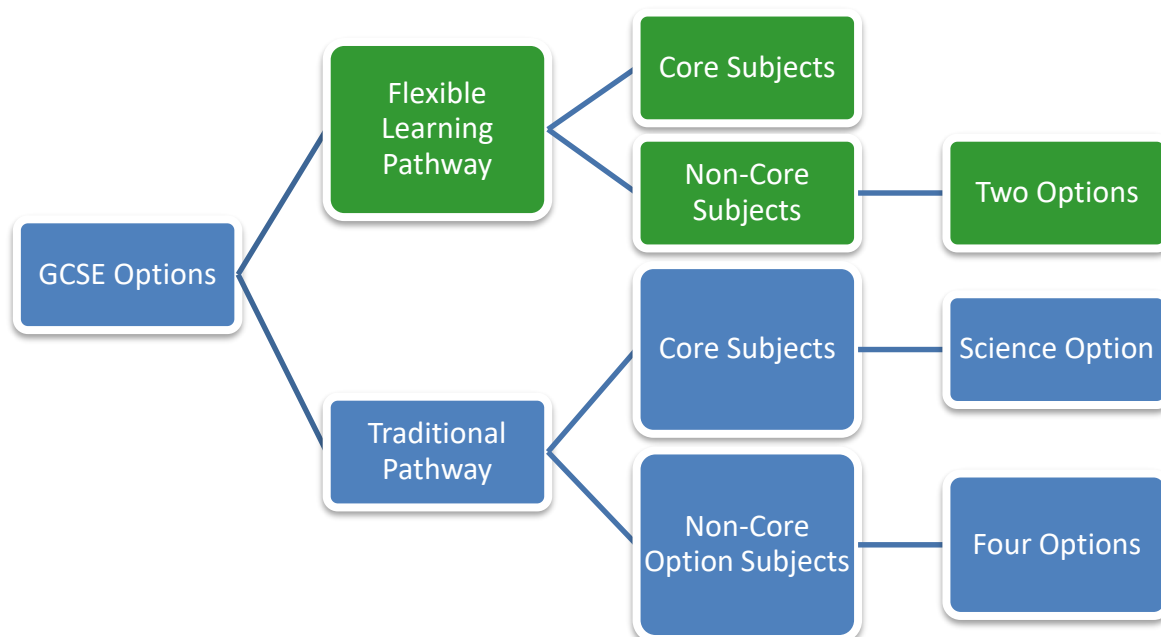 GCSE Options
Flexible
Learning
Pathway
Core Subjects
Non-Core
Subjects
Two Options
Traditional
Pathway
Core Subjects
Science Option
Non-Core
Option Subjects
Four Options